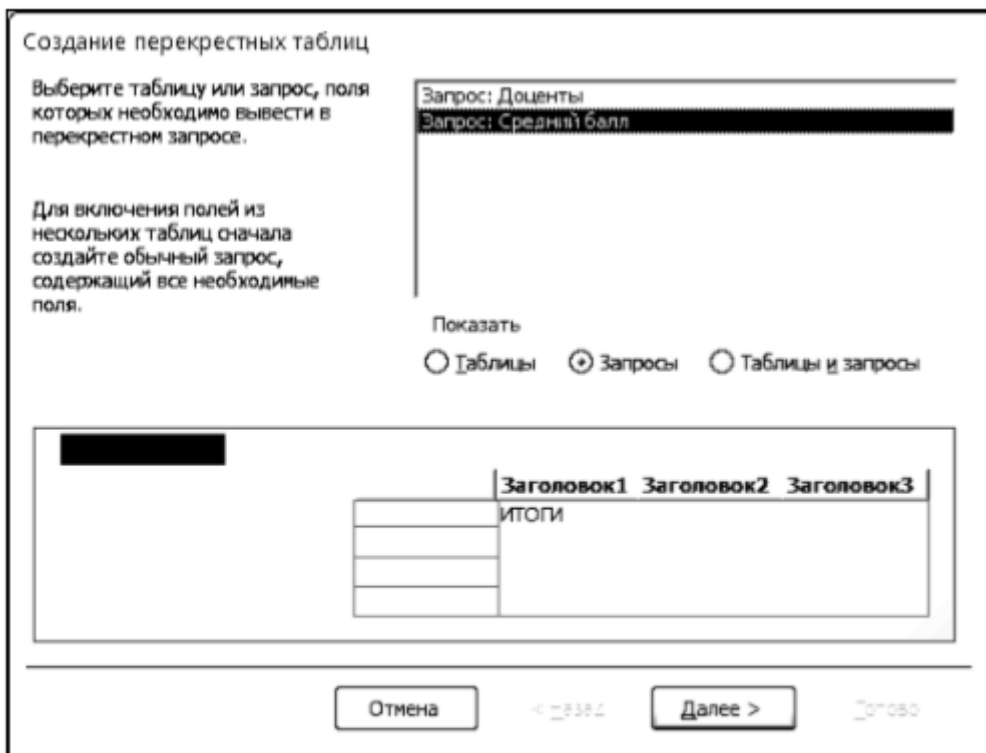 Создание перекрестных таблиц
Выберите таблицу или запрос, поля
которых необходимо вывести в
перекрестном запросе.
Для включения полей из
нескольких таблиц сначала
создайте обычный запрос,
содержащий все необходимые
поля.
Запрос: Доценты
Запрос: Средний балл
Показать
Таблицы Запросы Таблицы и запросы
Заголовок1 Заголовок2 Заголовок3
ИТОГИ
Отмена < Назад Далее > Готово